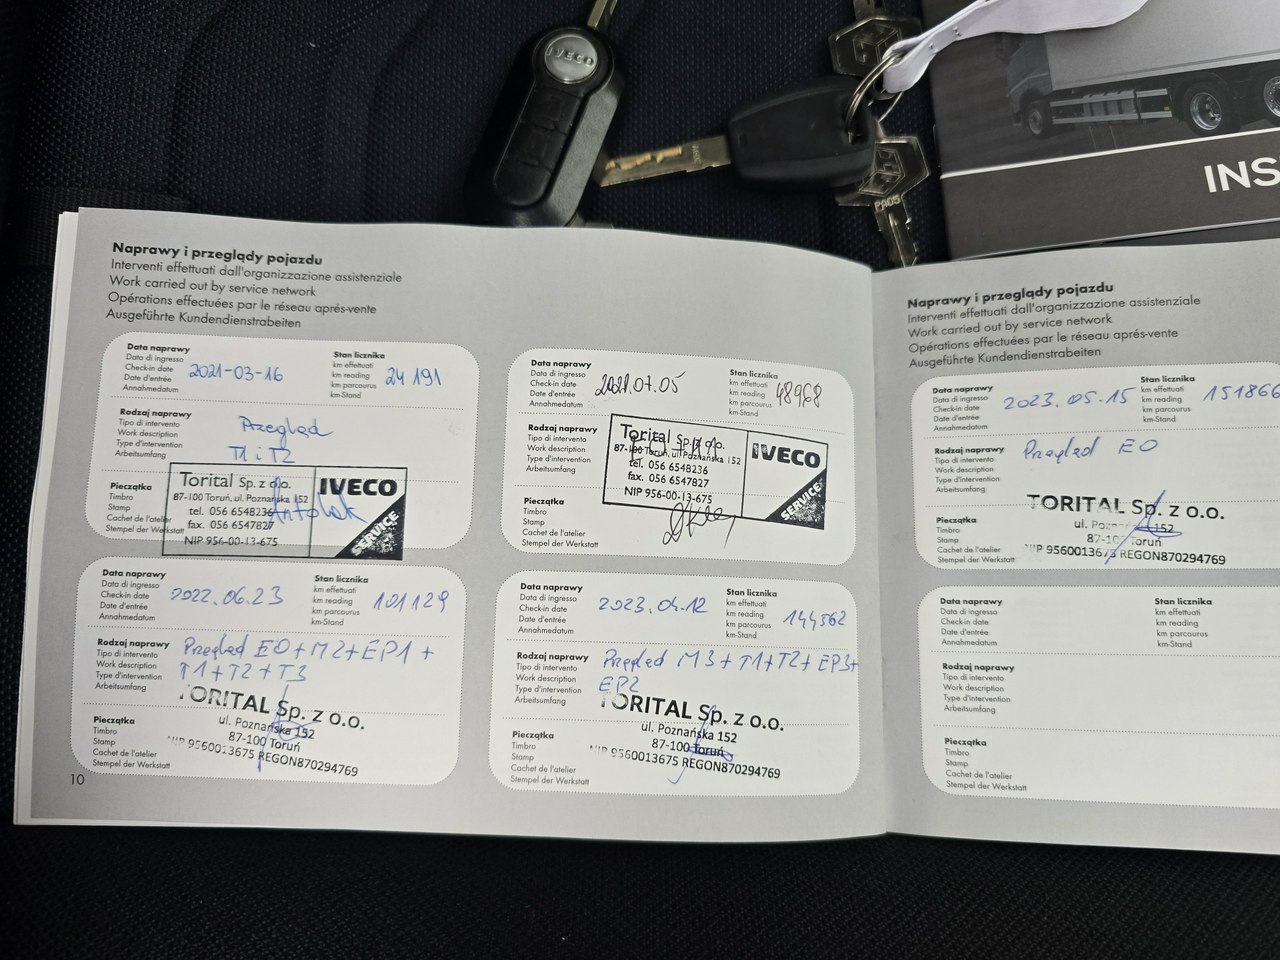 IVECO
INS
PADS
Naprawy i przeglądy pojazdu
Interventi effettuati dall'organizzazione assistenziale
Work carried out by service network
Opérations effectuées par le réseau aprés-vente
Ausgeführte Kundendienstrabeiten
Data naprawy
Data di ingresso
Check-in date
Date d'entrée
Annahmedatum
2021-03-16
Stan licznika
km effettuati
km reading
km parcourus
km-Stand
24 191
Rodzaj naprawy
Tipo di intervento
Work description
Type d'intervention
Arbeitsumfang
Przegląd
T1 i T2
Pieczątka
Timbro
Stamp
Cachet de l'atelier
Stempel der Werkstatt
Torital Sp. z o.o.
87-100 Toruń, ul. Poznańska 152
tel. 056 6548236
fax. 056 6547827
NIP 956-00-13-675
IVECO
SERVICE
Data naprawy
Data di ingresso
Check-in date
Date d'entrée
Annahmedatum
2021.07.05
Stan licznika
km effettuati
km reading
km parcourus
km-Stand
48968
Rodzaj naprawy
Tipo di intervento
Work description
Type d'intervention
Arbeitsumfang
Pieczątka
Timbro
Stamp
Cachet de l'atelier
Stempel der Werkstatt
Torital Sp. z o.o.
87-100 Toruń, ul. Poznańska 152
tel. 056 6548236
fax. 056 6547827
NIP 956-00-13-675
IVECO
SERVICE
Data naprawy
Data di ingresso
Check-in date
Date d'entrée
Annahmedatum
2022.06.23
Stan licznika
km effettuati
km reading
km parcourus
km-Stand
101129
Rodzaj naprawy
Tipo di intervento
Work description
Type d'intervention
Arbeitsumfang
Przegląd EO+M2+EP1+
T1+T2+T3
Pieczątka
Timbro
Stamp
Cachet de l'atelier
Stempel der Werkstatt
TORITAL Sp. z o.o.
ul. Poznańska 152
87-100 Toruń
NIP 9560013675 REGON870294769
Data naprawy
Data di ingresso
Check-in date
Date d'entrée
Annahmedatum
2023.04.12
Stan licznika
km effettuati
km reading
km parcourus
km-Stand
144562
Rodzaj naprawy
Tipo di intervento
Work description
Type d'intervention
Arbeitsumfang
Przegląd M3+T1+T2+EP3+
EP2
Pieczątka
Timbro
Stamp
Cachet de l'atelier
Stempel der Werkstatt
TORITAL Sp. z o.o.
ul. Poznańska 152
87-100 Toruń
NIP 9560013675 REGON870294769
10
Naprawy i przeglądy pojazdu
Interventi effettuati dall'organizzazione assistenziale
Work carried out by service network
Opérations effectuées par le réseau aprés-vente
Ausgeführte Kundendienstrabeiten
Data naprawy
Data di ingresso
Check-in date
Date d'entrée
Annahmedatum
2023.05.15
Stan licznika
km effettuati
km reading
km parcourus
km-Stand
151866
Rodzaj naprawy
Tipo di intervento
Work description
Type d'intervention
Arbeitsumfang
Przegląd EO
Pieczątka
Timbro
Stamp
Cachet de l'atelier
Stempel der Werkstatt
TORITAL Sp. z o.o.
ul. Poznańska 152
87-100 Toruń
NIP 9560013675 REGON870294769
Data naprawy
Data di ingresso
Check-in date
Date d'entrée
Annahmedatum
Stan licznika
km effettuati
km reading
km parcourus
km-Stand
Rodzaj naprawy
Tipo di intervento
Work description
Type d'intervention
Arbeitsumfang
Pieczątka
Timbro
Stamp
Cachet de l'atelier
Stempel der Werkstatt